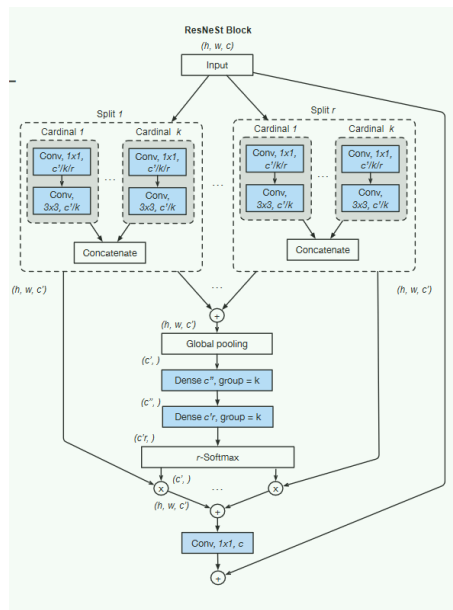 ResNeSt Block
(h, w, c)
Input
Split 1
Split r
Cardinal 1
Cardinal k
Cardinal 1
Cardinal k
Conv, 1x1,
c'/k/r
Conv, 1x1,
c'/k/r
Conv, 1x1,
c'/k/r
Conv, 1x1,
c'/k/r
...
...
...
Conv,
3x3, c'/k
Conv,
3x3, c'/k
Conv,
3x3, c'/k
Conv,
3x3, c'/k
Concatenate
Concatenate
(h, w, c')
...
(h, w, c')
+
(h, w, c')
Global pooling
(c', )
Dense c'', group = k
(c'', )
Dense c'r, group = k
(c'r, )
r-Softmax
(c', )
x
...
x
(h, w, c')
+
Conv, 1x1, c
+